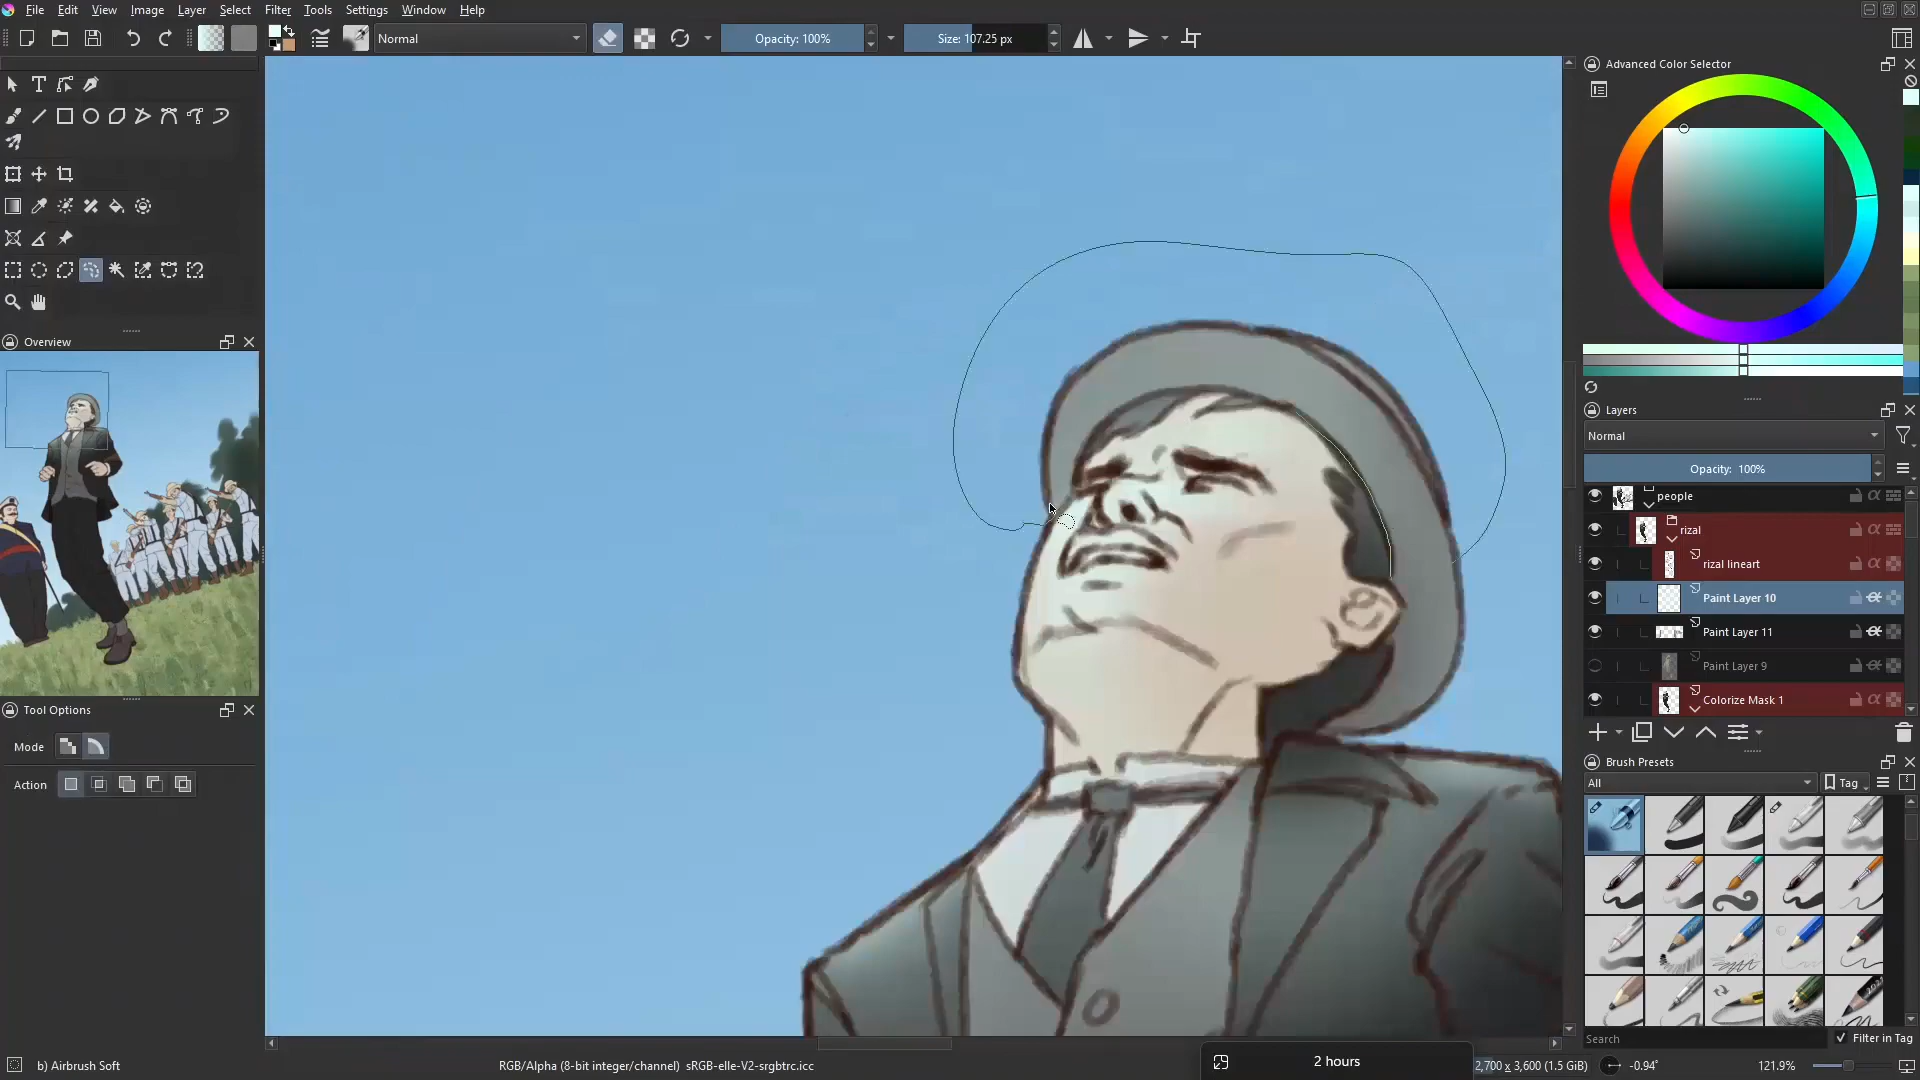 File Edit View Image Layer Select Filter Tools Settings Window Help
Normal
Opacity: 100%
Size: 107.25 px
Advanced Color Selector
Overview
Tool Options
Mode
Action
Layers
Normal
Opacity: 100%
people
rizal
rizal lineart
Paint Layer 10
Paint Layer 11
Paint Layer 9
Colorize Mask 1
Brush Presets
All
Tag
Search
Filter in Tag
b) Airbrush Soft
RGB/Alpha (8-bit integer/channel) sRGB-elle-V2-srgbtrc.icc
2 hours
2,700 x 3,600 (1.5 GiB)
-0.94°
121.9%